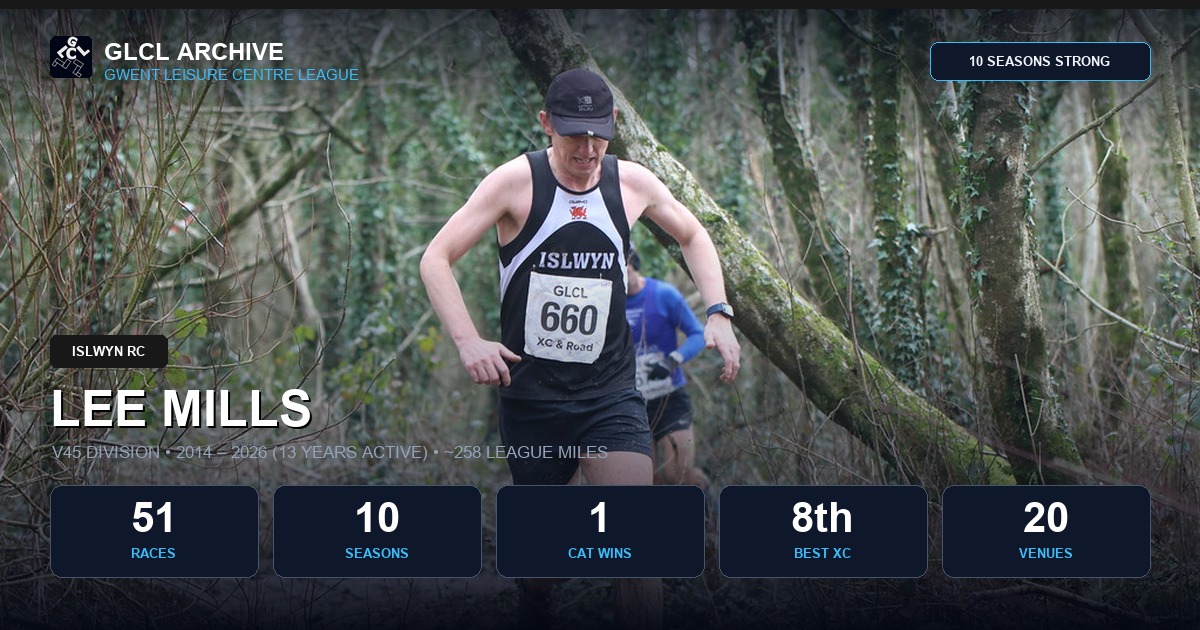 GLCL ARCHIVE
GWENT LEISURE CENTRE LEAGUE
10 SEASONS STRONG
ISLWYN
GLCL
660
XC & Road
ISLWYN RC
LEE MILLS
V45 DIVISION • 2014 – 2026 (13 YEARS ACTIVE) • ~258 LEAGUE MILES
51
RACES
10
SEASONS
1
CAT WINS
8th
BEST XC
20
VENUES